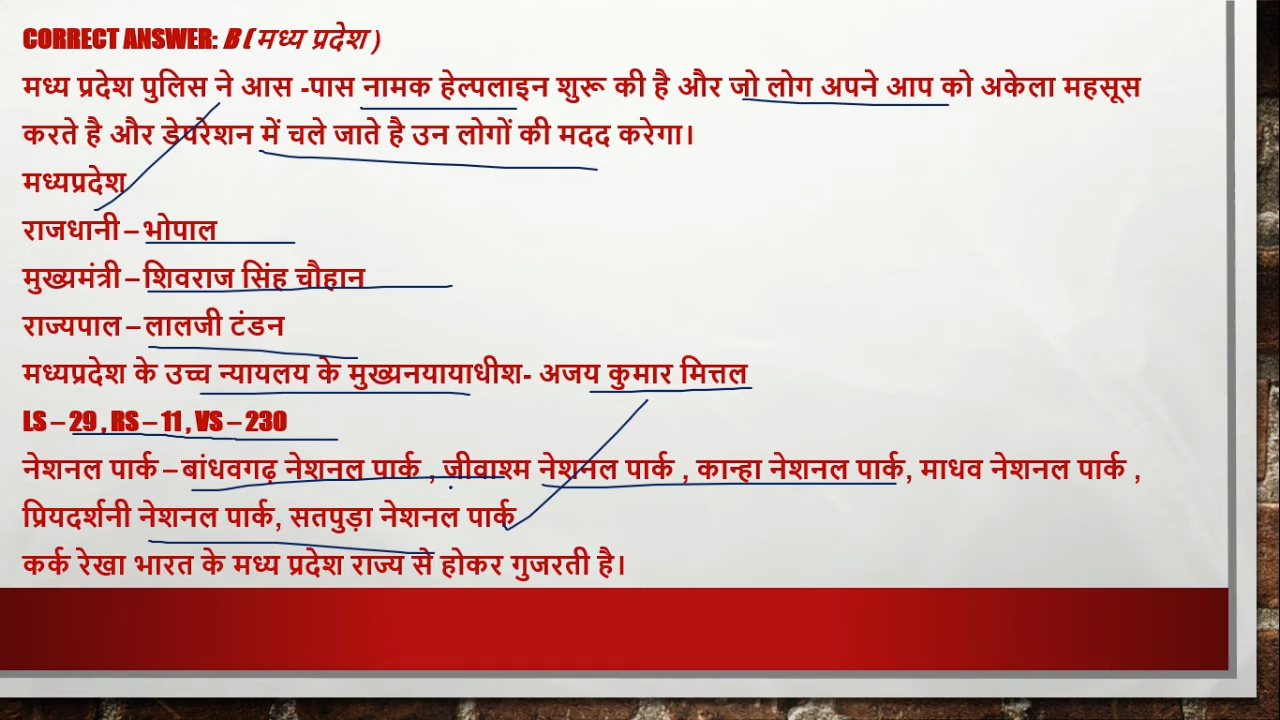 CORRECT ANSWER: B ( मध्य प्रदेश )
मध्य प्रदेश पुलिस ने आस -पास नामक हेल्पलाइन शुरू की है और जो लोग अपने आप को अकेला महसूस
करते है और डेपरेशन में चले जाते है उन लोगों की मदद करेगा।
मध्यप्रदेश
राजधानी – भोपाल
मुख्यमंत्री – शिवराज सिंह चौहान
राज्यपाल – लालजी टंडन
मध्यप्रदेश के उच्च न्यायलय के मुख्यनयायाधीश- अजय कुमार मित्तल
LS – 29 , RS – 11 , VS – 230
नेशनल पार्क – बांधवगढ़ नेशनल पार्क , जीवाश्म नेशनल पार्क , कान्हा नेशनल पार्क, माधव नेशनल पार्क ,
प्रियदर्शनी नेशनल पार्क, सतपुड़ा नेशनल पार्क
कर्क रेखा भारत के मध्य प्रदेश राज्य से होकर गुजरती है।